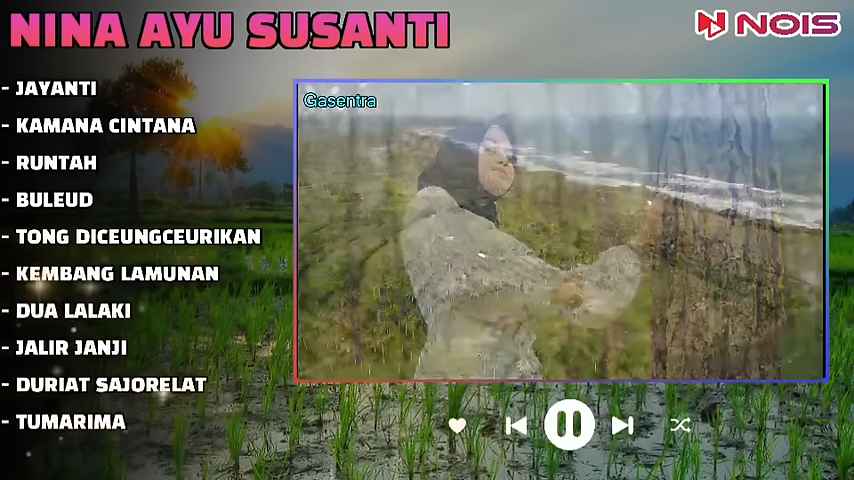 NINA AYU SUSANTI
NOIS
- JAYANTI
- KAMANA CINTANA
- RUNTAH
- BULEUD
- TONG DICEUNGCEURIKAN
- KEMBANG LAMUNAN
- DUA LALAKI
- JALIR JANJI
- DURIAT SAJORELAT
- TUMARIMA
Gasentra